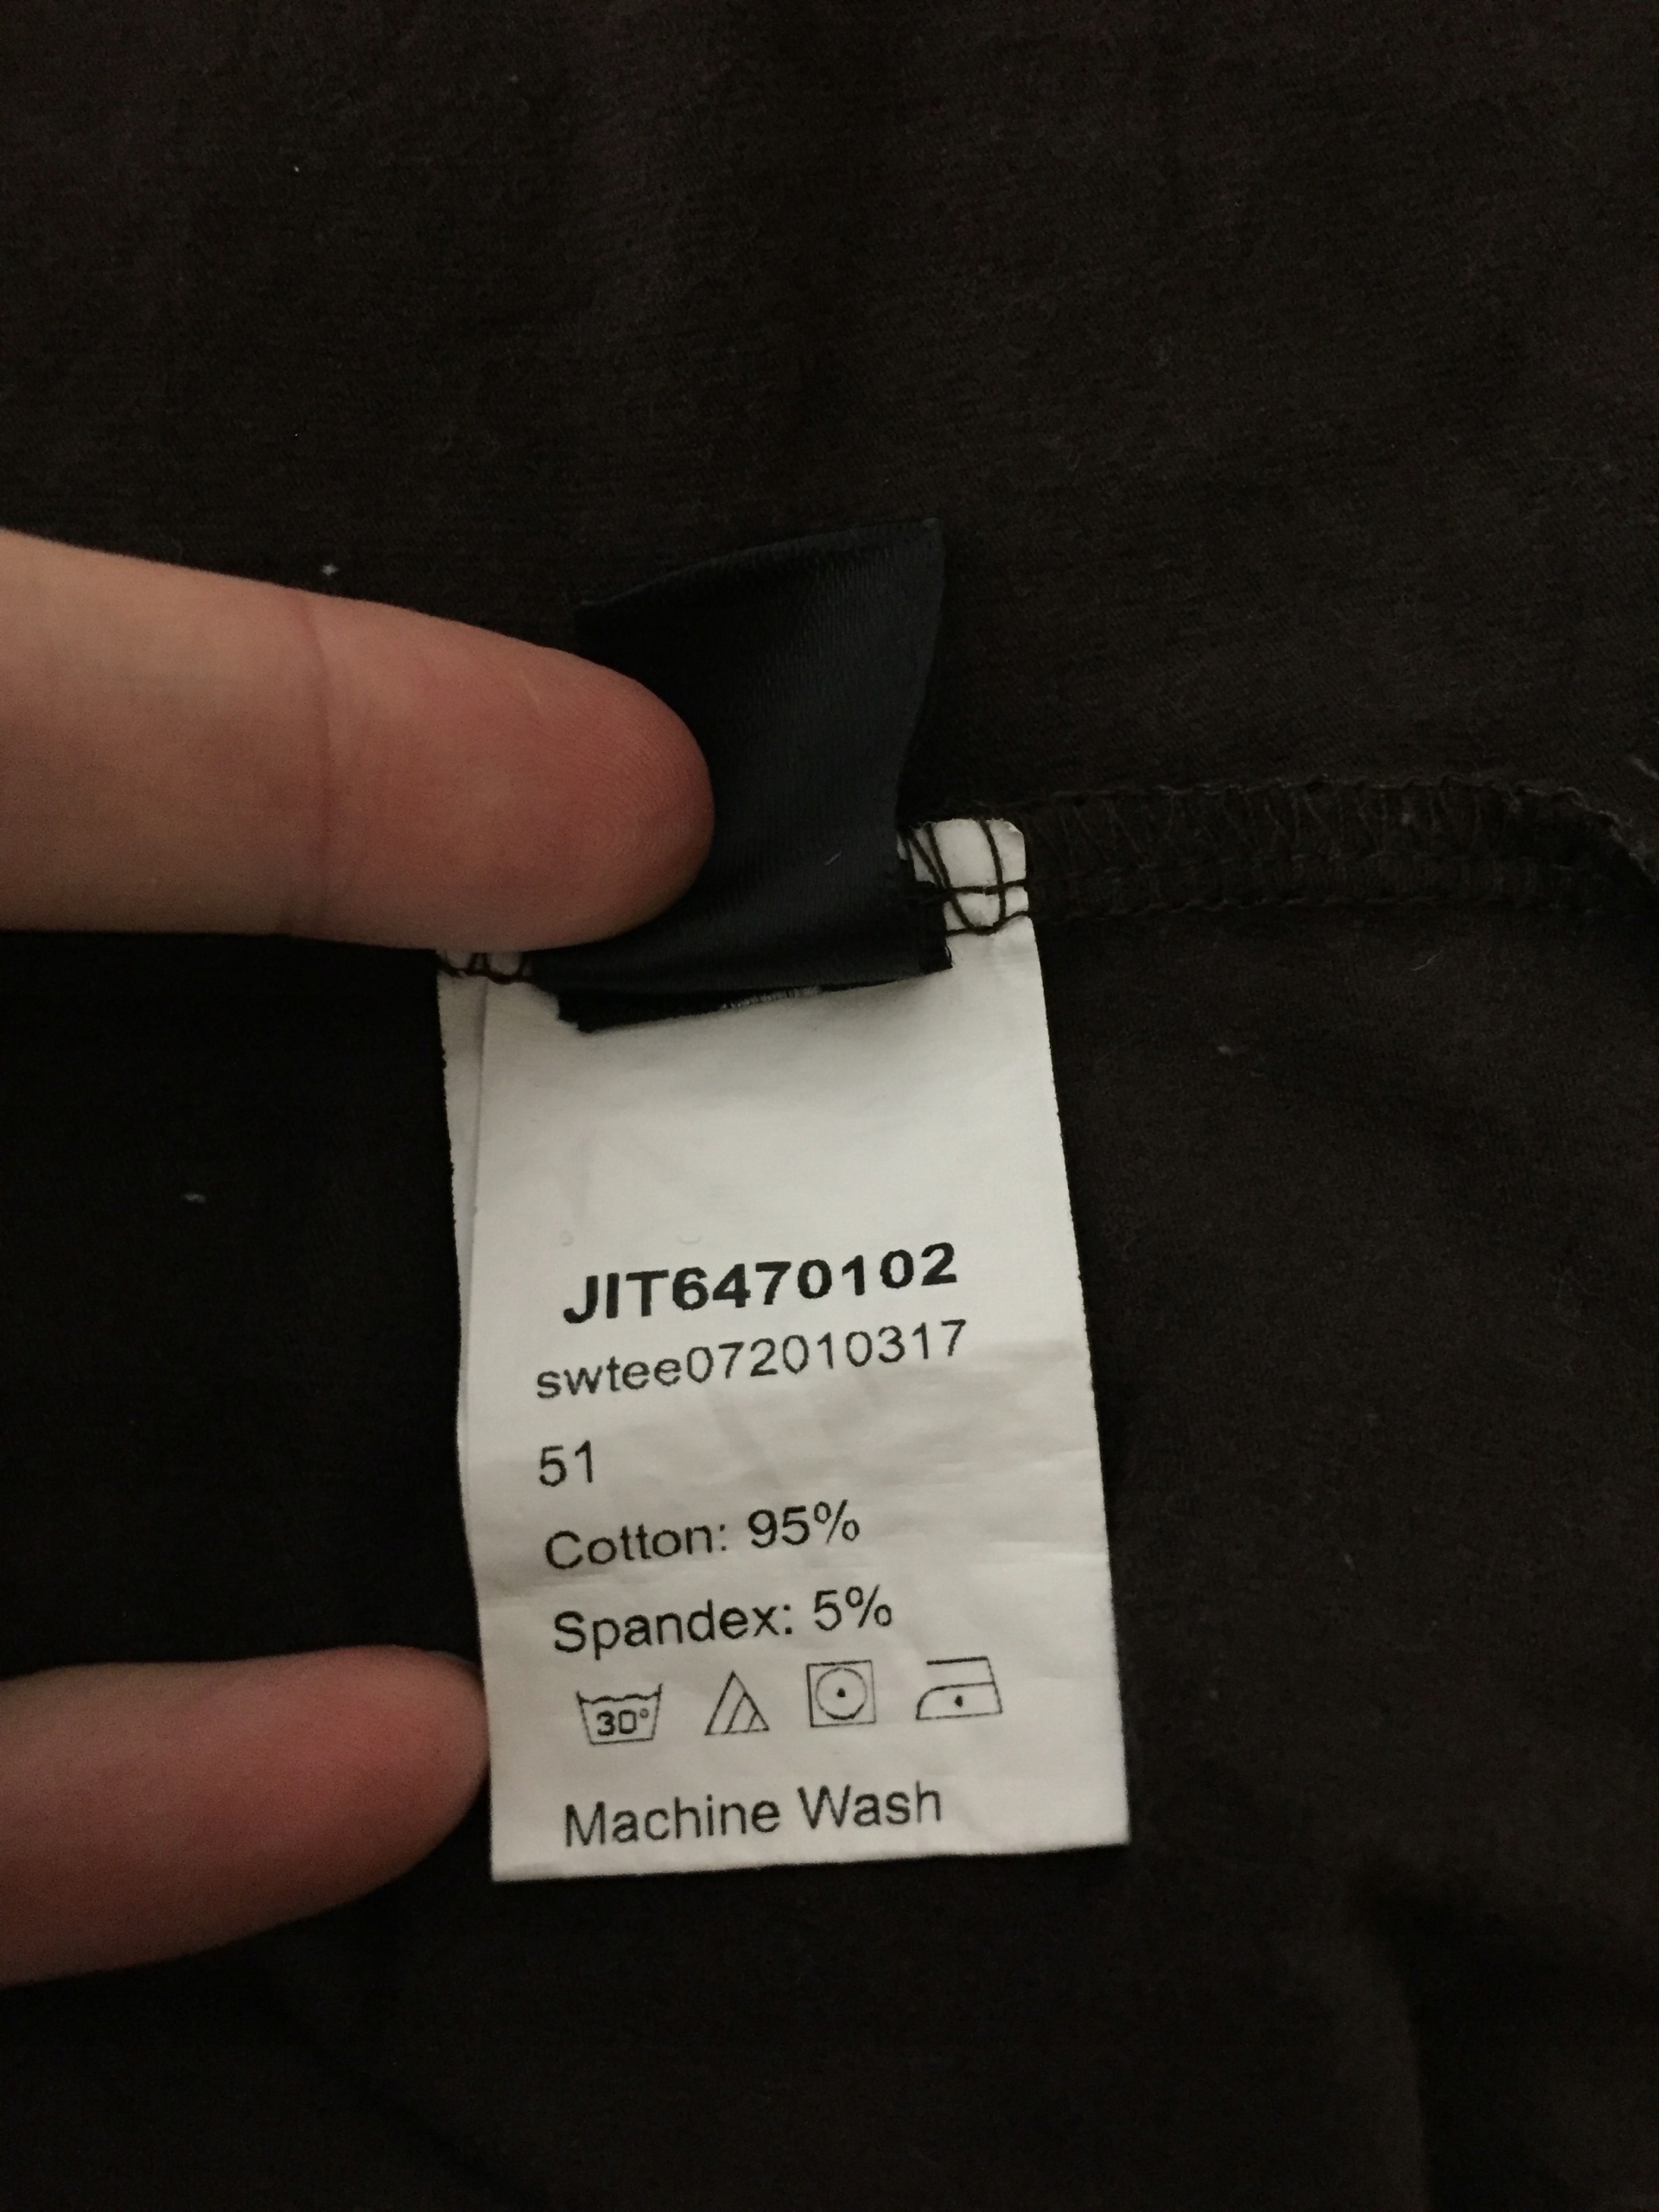 JIT6470102
swtee072010317
51
Cotton: 95%
Spandex: 5%
30°
Machine Wash